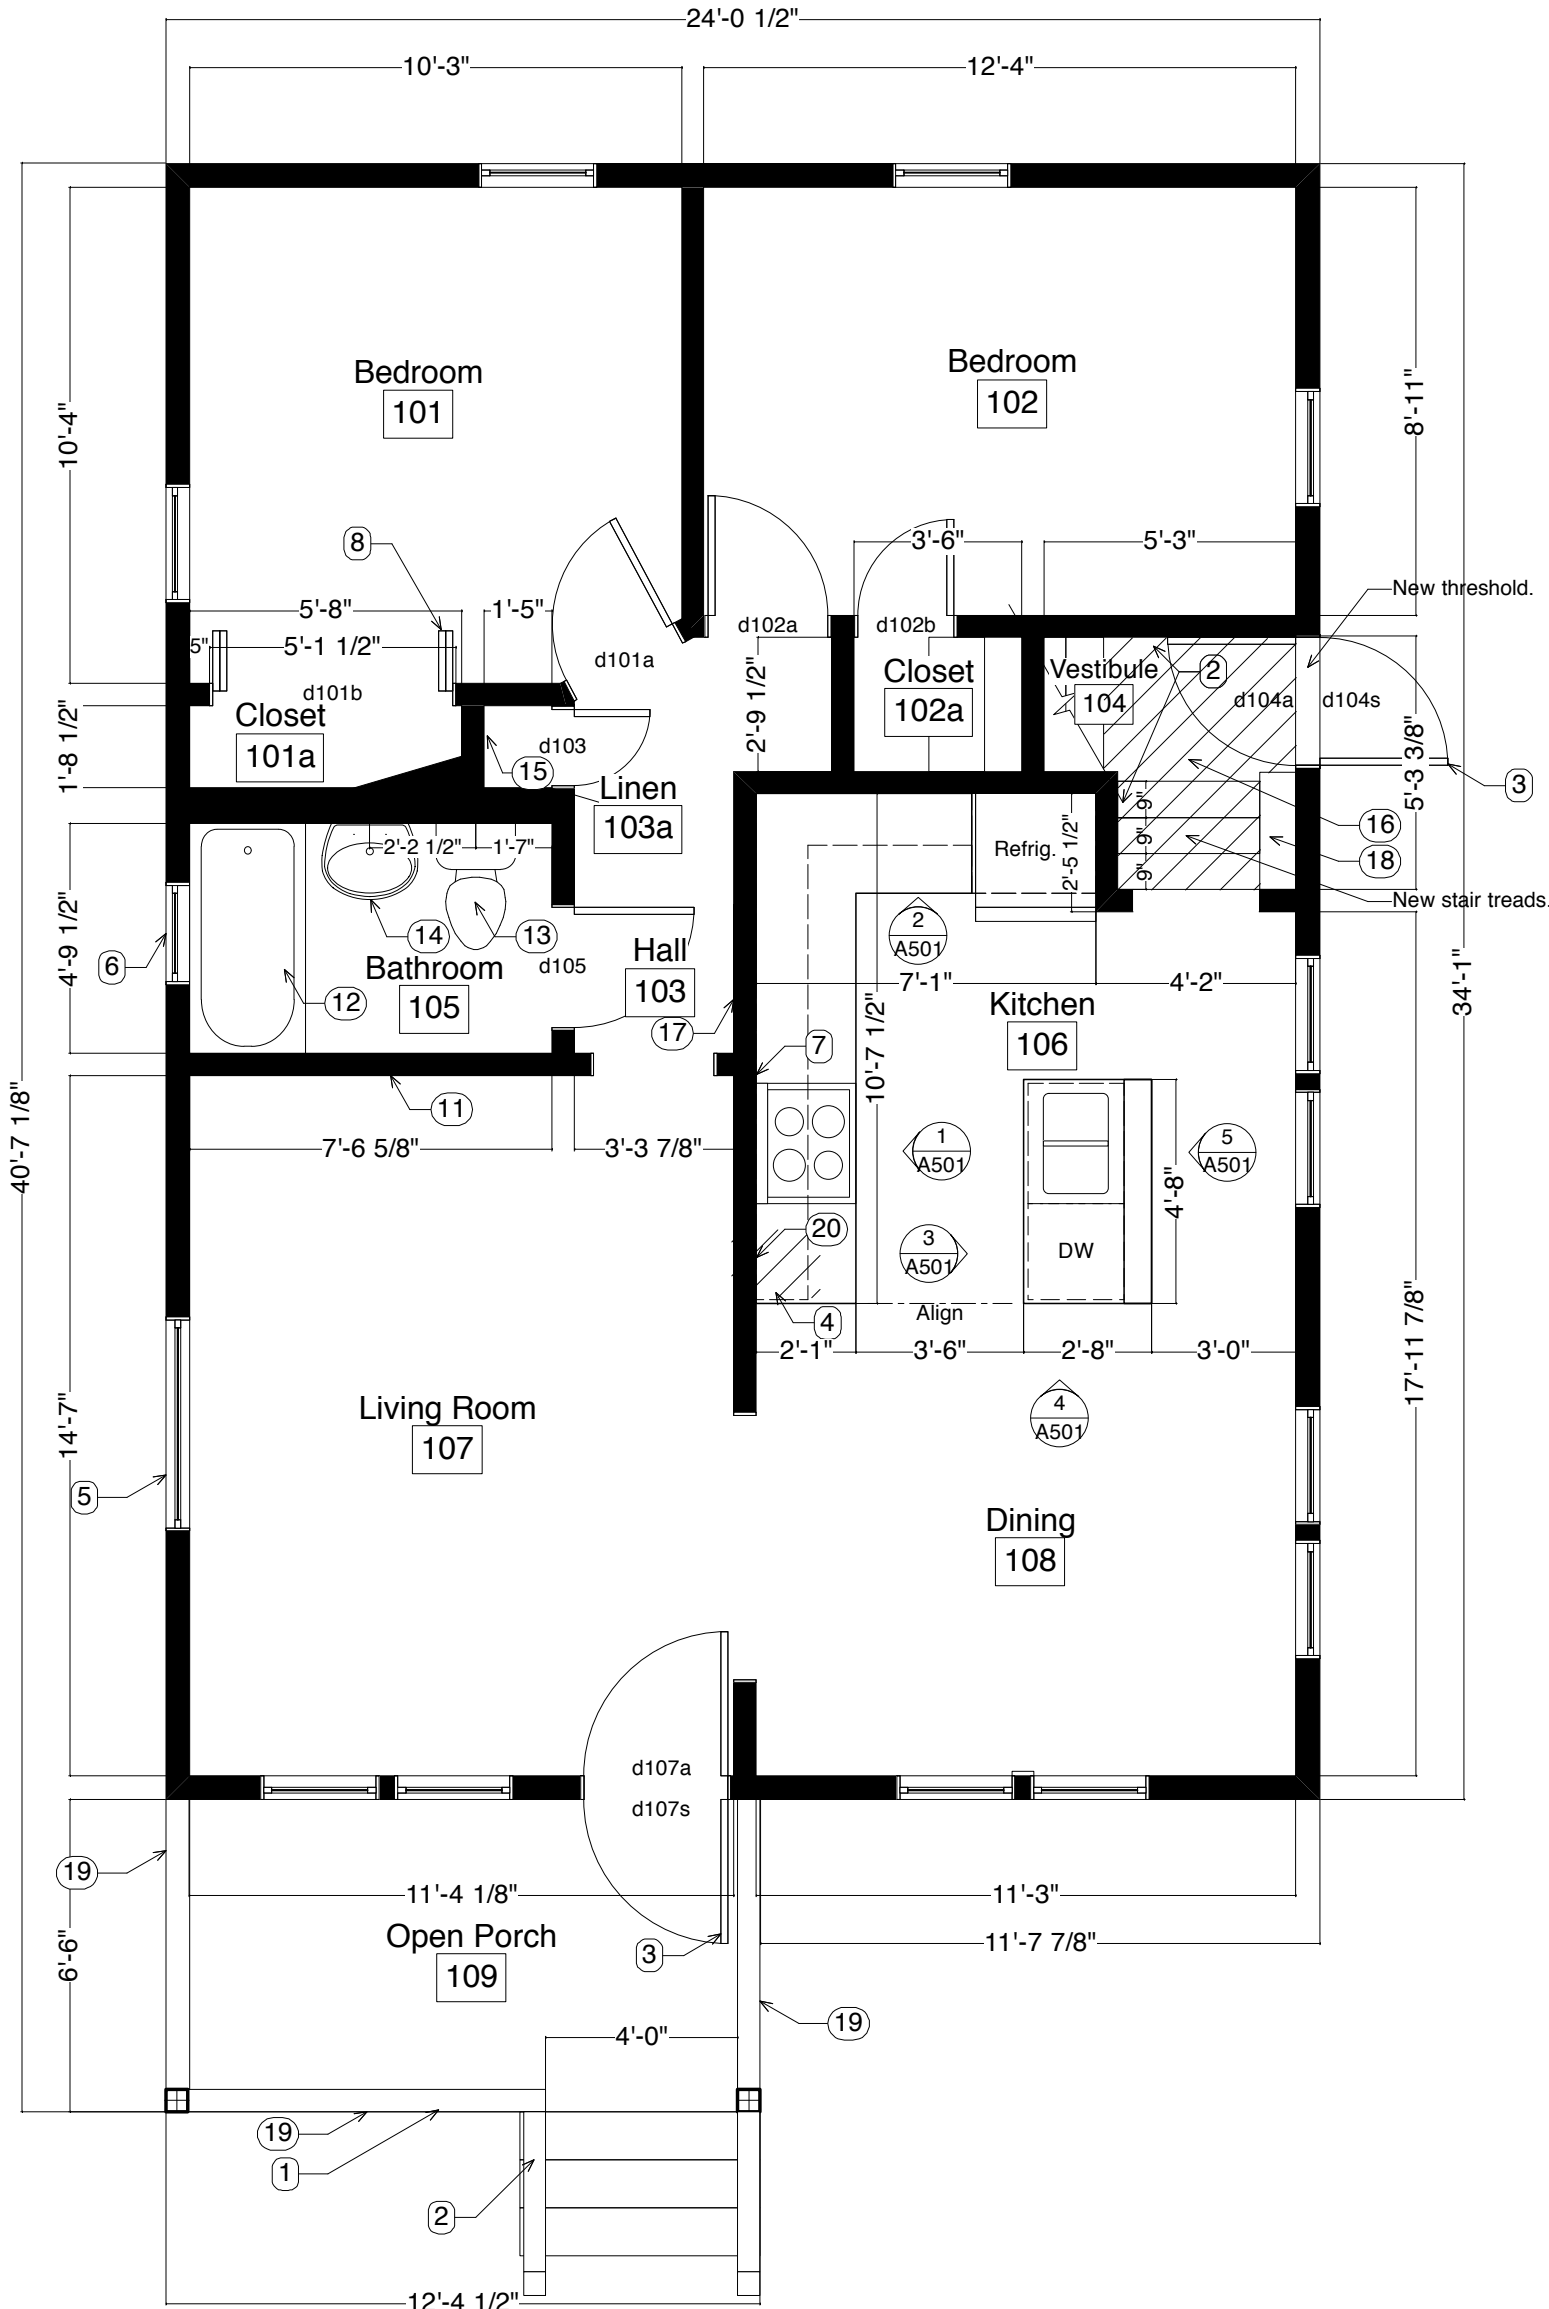 24'-0 1/2"
10'-3"
12'-4"
Bedroom
101
Bedroom
102
10'-4"
8'-11"
8
3'-6"
5'-3"
New threshold.
5'-8"
1'-5"
5"
5'-1 1/2"
d101b
d101a
d102a
d102b
Closet
101a
Closet
102a
Vestibule
104
2
d104a
d104s
2'-9 1/2"
1'-8 1/2"
d103
15
Linen
103a
5'-3 3/8"
3
16
18
9"
9"
9"
New stair treads.
2'-2 1/2"
1'-7"
Refrig.
2'-5 1/2"
4'-9 1/2"
6
14
13
Bathroom
105
d105
12
Hall
103
17
2
A501
7'-1"
4'-2"
Kitchen
106
34'-1"
7
10'-7 1/2"
11
40'-7 1/8"
7'-6 5/8"
3'-3 7/8"
1
A501
5
A501
4'-8"
20
3
A501
DW
Align
4
2'-1"
3'-6"
2'-8"
3'-0"
17'-11 7/8"
14'-7"
5
Living Room
107
4
A501
Dining
108
d107a
d107s
19
11'-4 1/8"
11'-3"
Open Porch
109
3
11'-7 7/8"
6'-6"
19
4'-0"
19
1
2
12'-4 1/2"